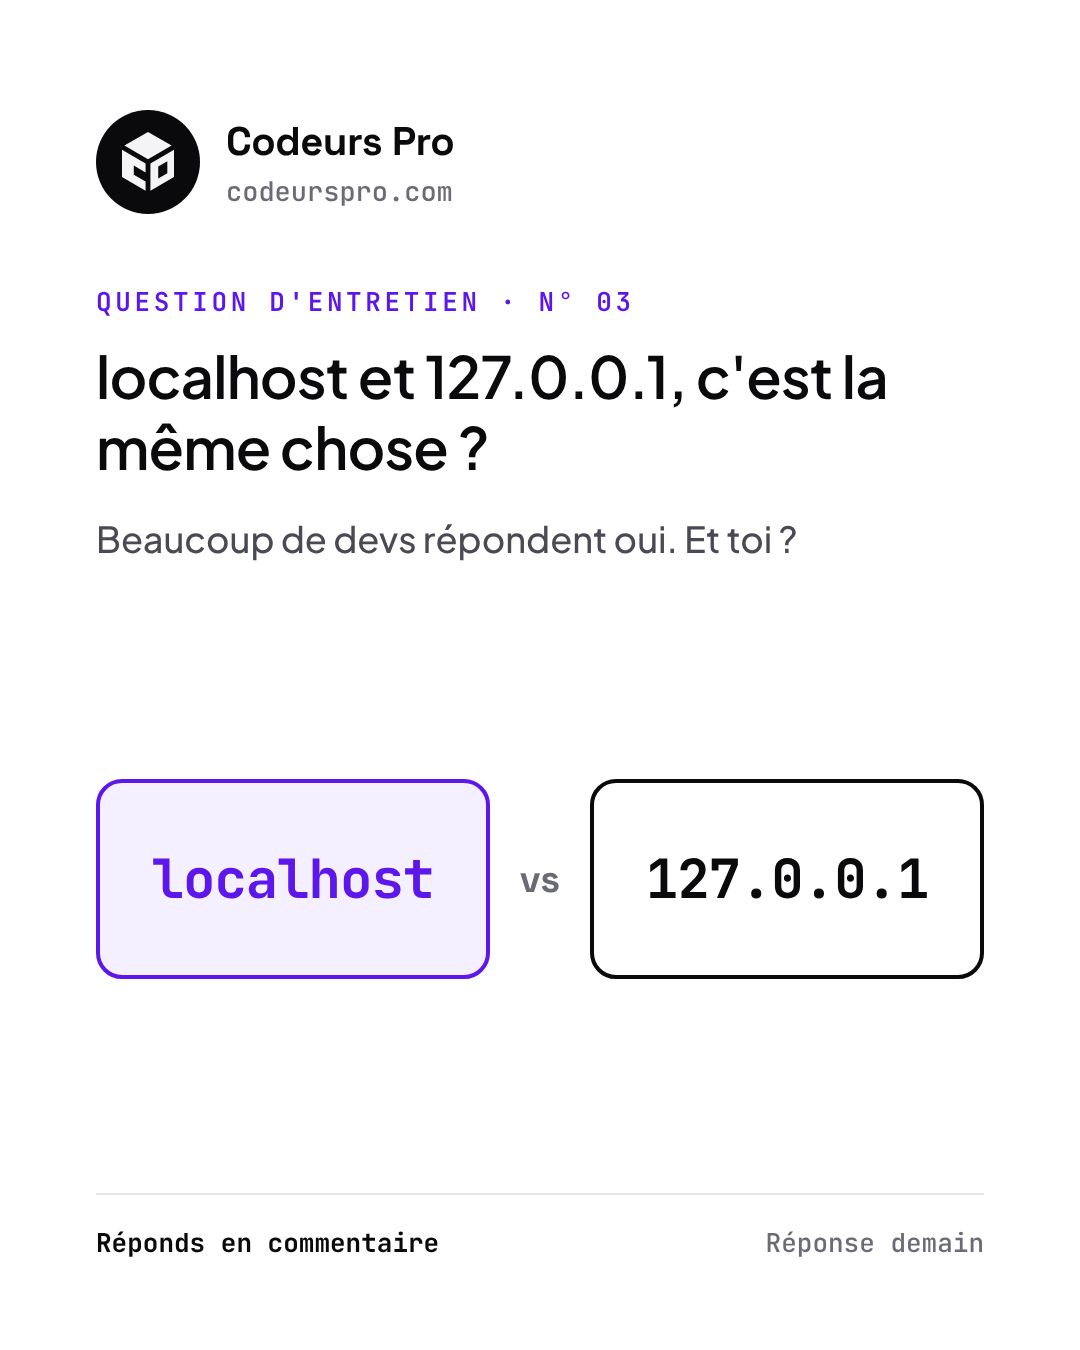 Codeurs Pro
codeurspro.com
QUESTION D'ENTRETIEN · N° 03
localhost et 127.0.0.1, c'est la
même chose ?
Beaucoup de devs répondent oui. Et toi ?
localhost vs 127.0.0.1
Réponds en commentaire
Réponse demain